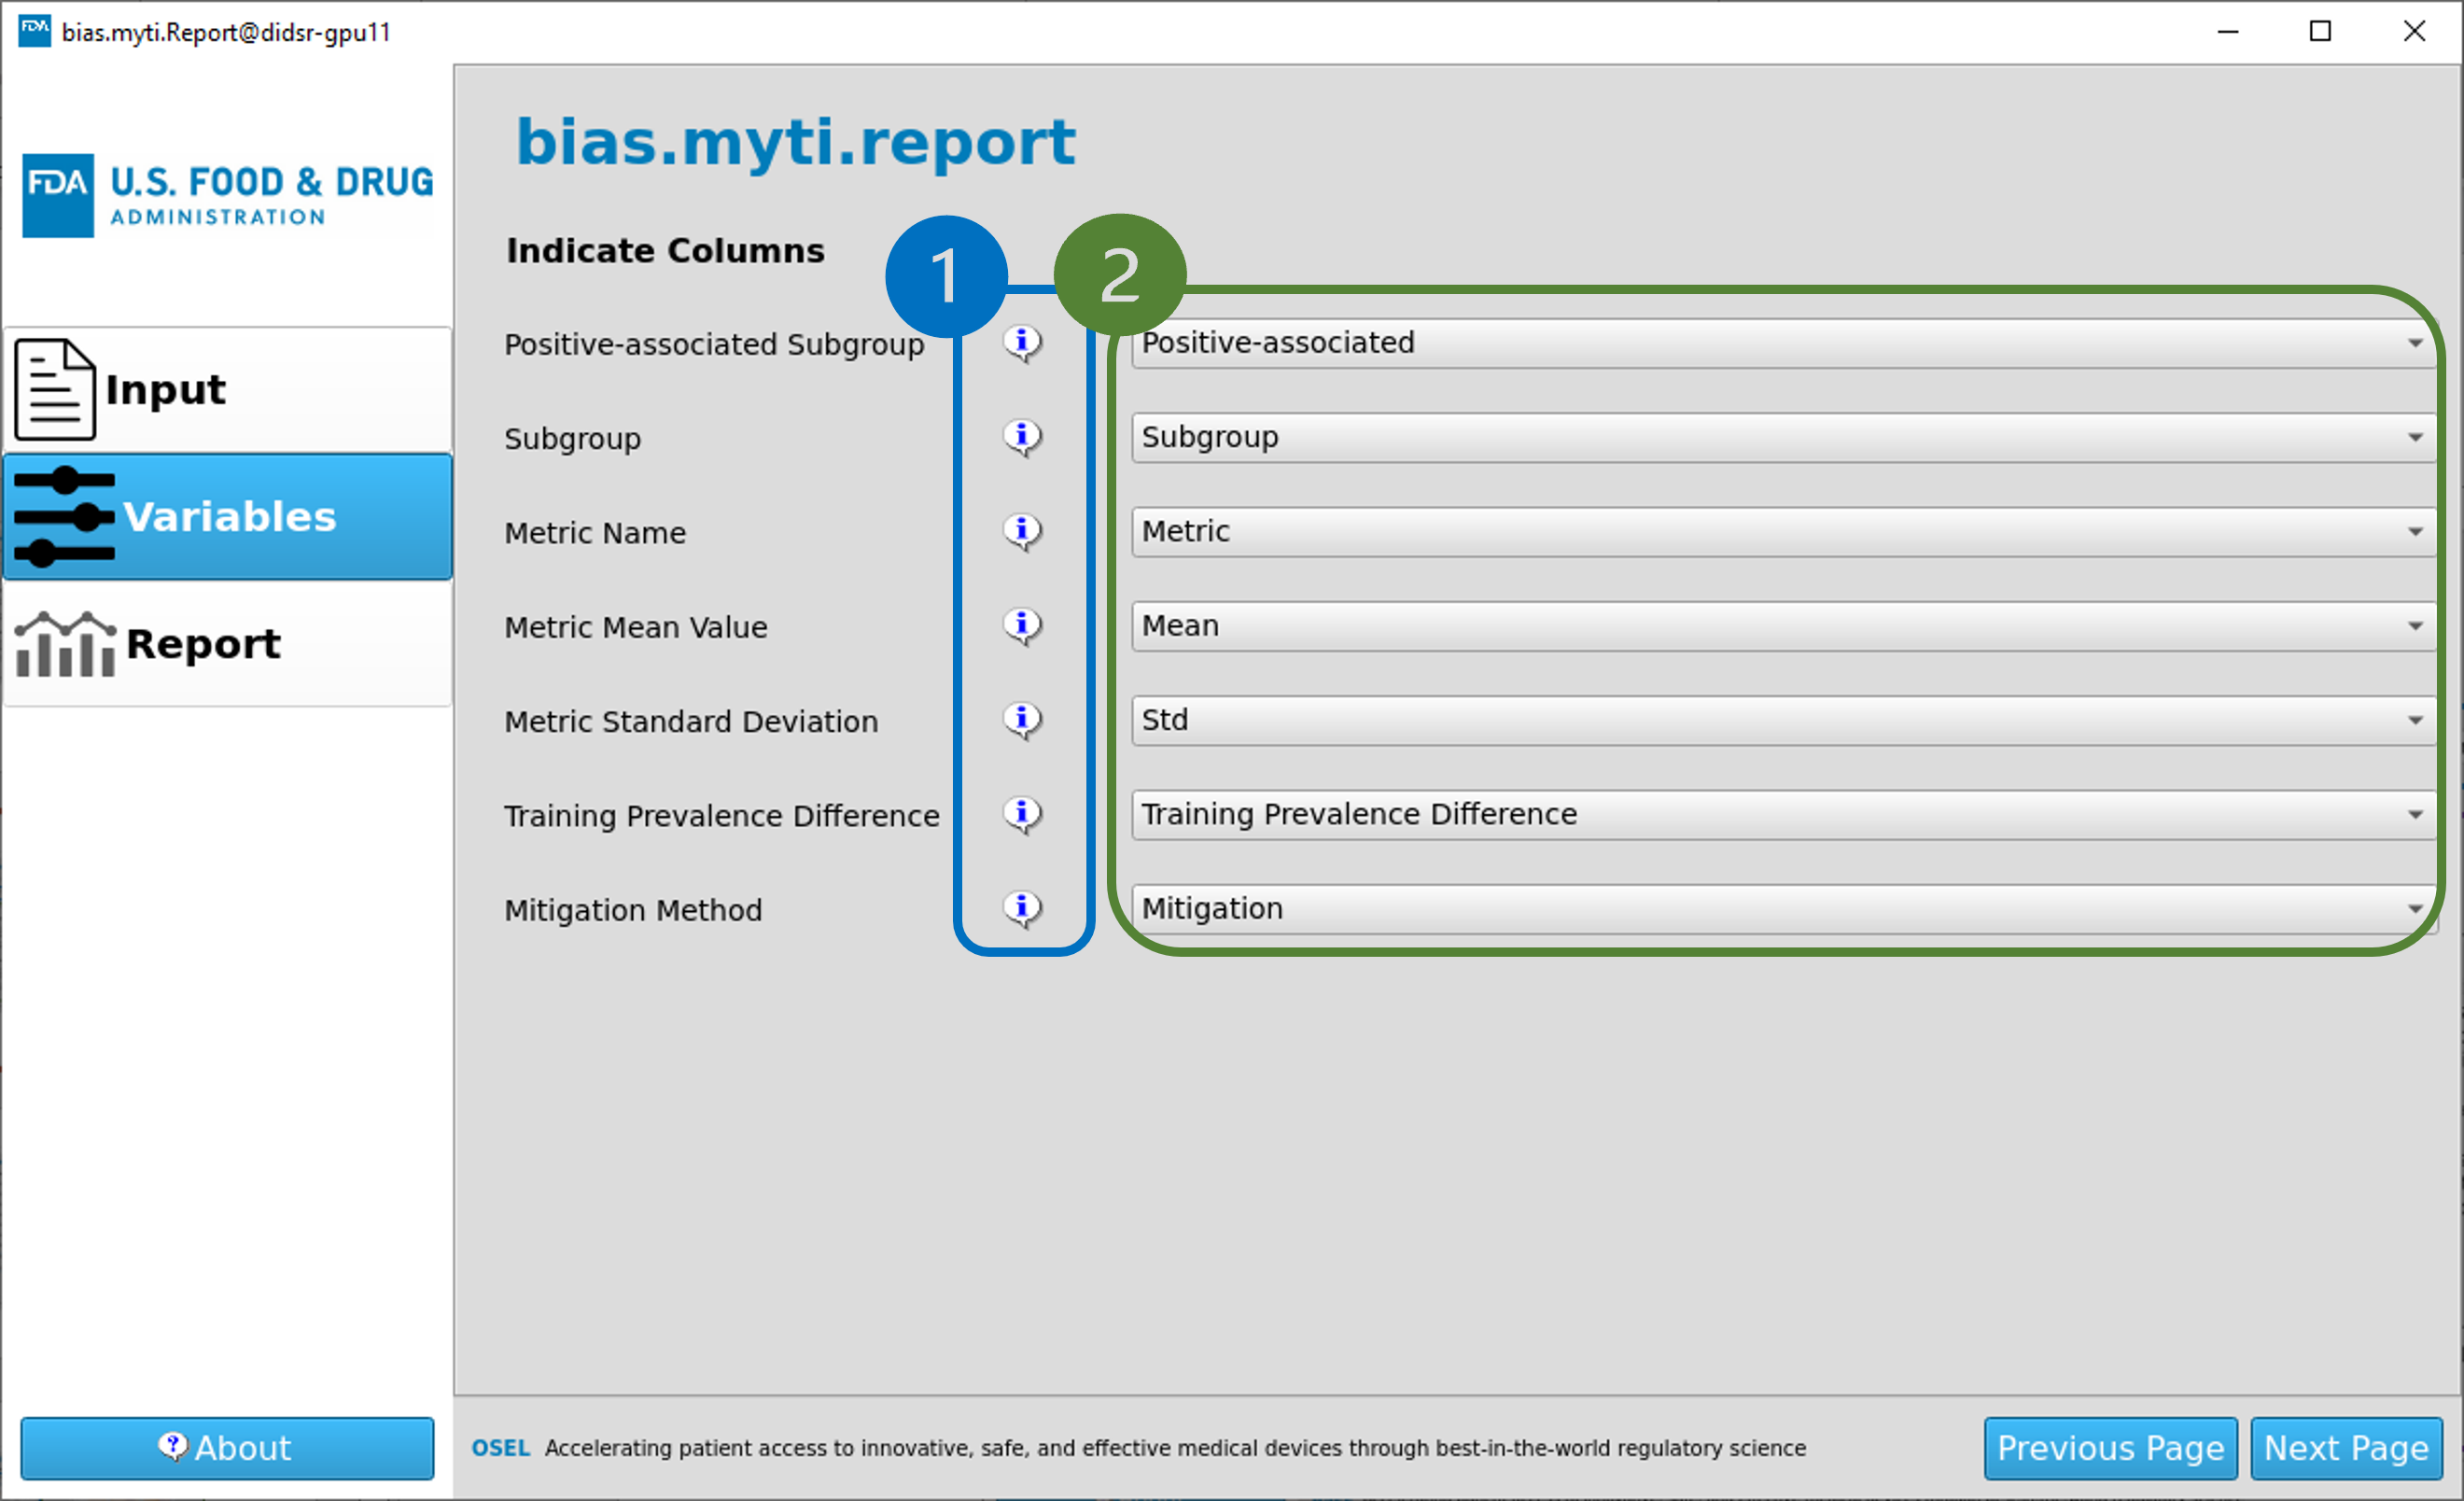 bias.myti.Report@didsr-gpu11
FDA U.S. FOOD & DRUG
ADMINISTRATION
Input
Variables
Report
bias.myti.report
Indicate Columns
1
2
Positive-associated Subgroup i Positive-associated
Subgroup i Subgroup
Metric Name i Metric
Metric Mean Value i Mean
Metric Standard Deviation i Std
Training Prevalence Difference i Training Prevalence Difference
Mitigation Method i Mitigation
? About
OSEL Accelerating patient access to innovative, safe, and effective medical devices through best-in-the-world regulatory science
Previous Page
Next Page